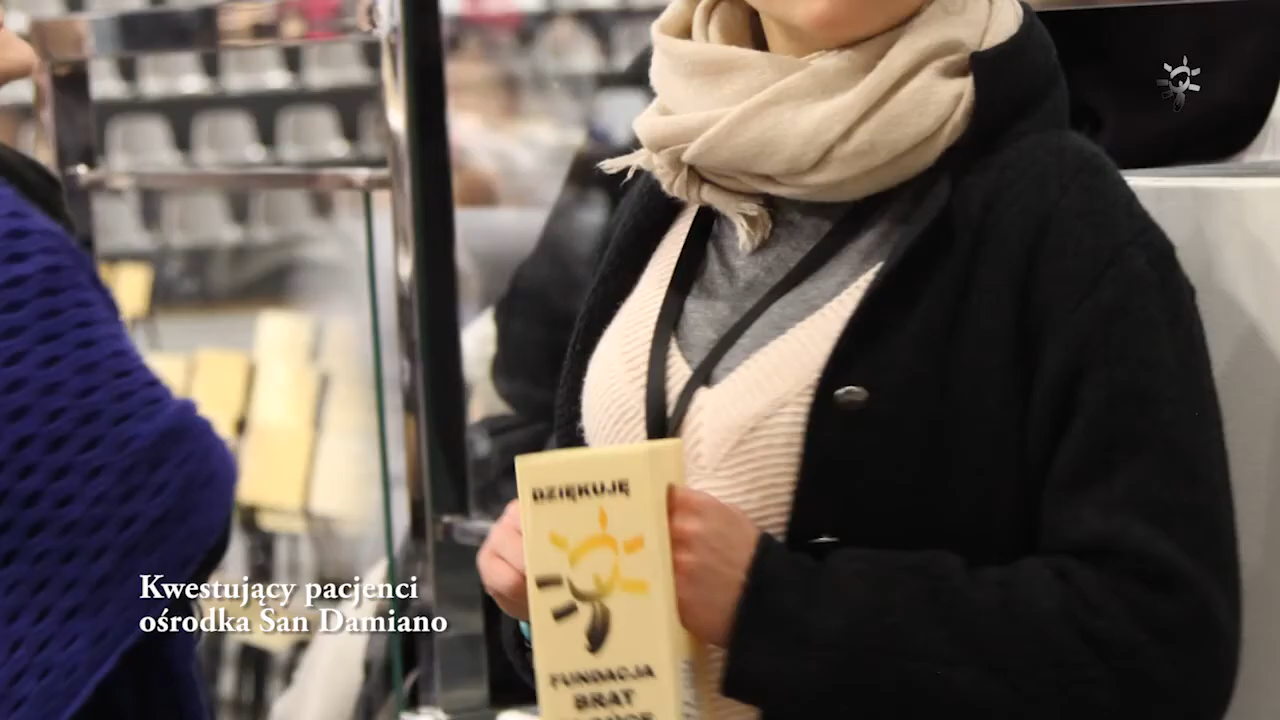 DZIĘKUJĘ
FUNDACJA
BRAT
Kwestujący pacjenci
ośrodka San Damiano